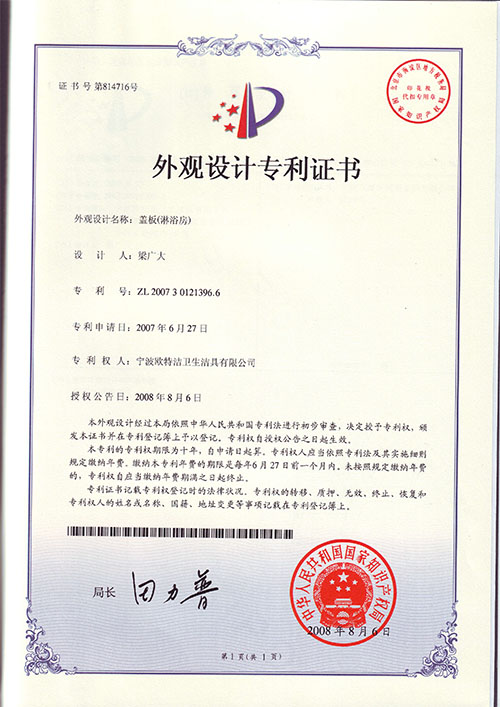 证书号第814716号
外观设计专利证书
外观设计名称：盖板(淋浴房)
设计人：梁广大
专利号：ZL 2007 3 0121396.6
专利申请日：2007年6月27日
专利权人：宁波欧特洁卫生洁具有限公司
授权公告日：2008年8月6日
本外观设计经过本局依照中华人民共和国专利法进行初步审查，决定授予专利权，颁
发本证书并在专利登记簿上予以登记。专利权自授权公告之日起生效。
本专利的专利权期限为十年，自申请日起算。专利权人应当依照专利法及其实施细则
规定缴纳年费。缴纳本专利年费的期限是每年6月27日前一个月内。未按照规定缴纳年费
的，专利权自应当缴纳年费期满之日起终止。
专利证书记载专利权登记时的法律状况。专利权的转移、质押、无效、终止、恢复和
专利权人的姓名或名称、国籍、地址变更等事项记载在专利登记簿上。
局长
田力普
中华人民共和国国家知识产权局
2008年8月6日
第1页(共1页)
印花税
代扣专用章
国家知识产权局